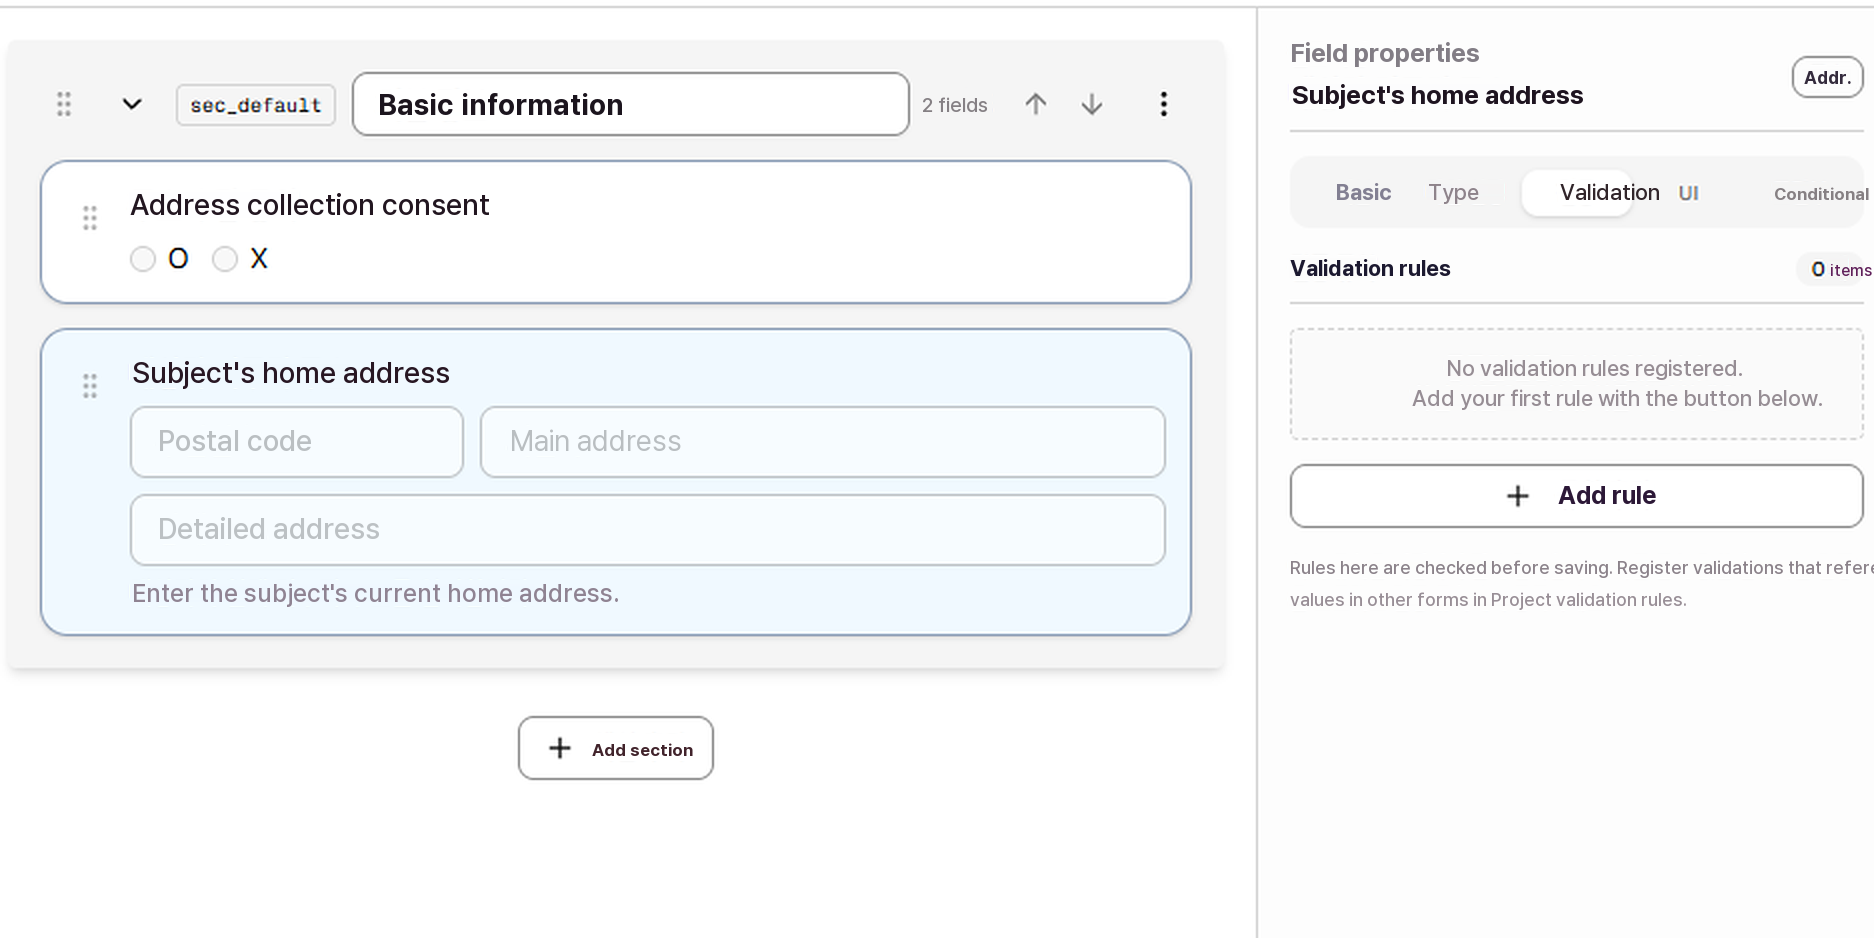 sec_default
Basic information
2 fields
Address collection consent
O X
Subject's home address
Postal code
Main address
Detailed address
Enter the subject's current home address.
Add section
Field properties
Subject's home address
Addr.
Basic Type Validation UI Conditional
Validation rules
0 items
No validation rules registered.
Add your first rule with the button below.
Add rule
Rules here are checked before saving. Register validations that refere
values in other forms in Project validation rules.